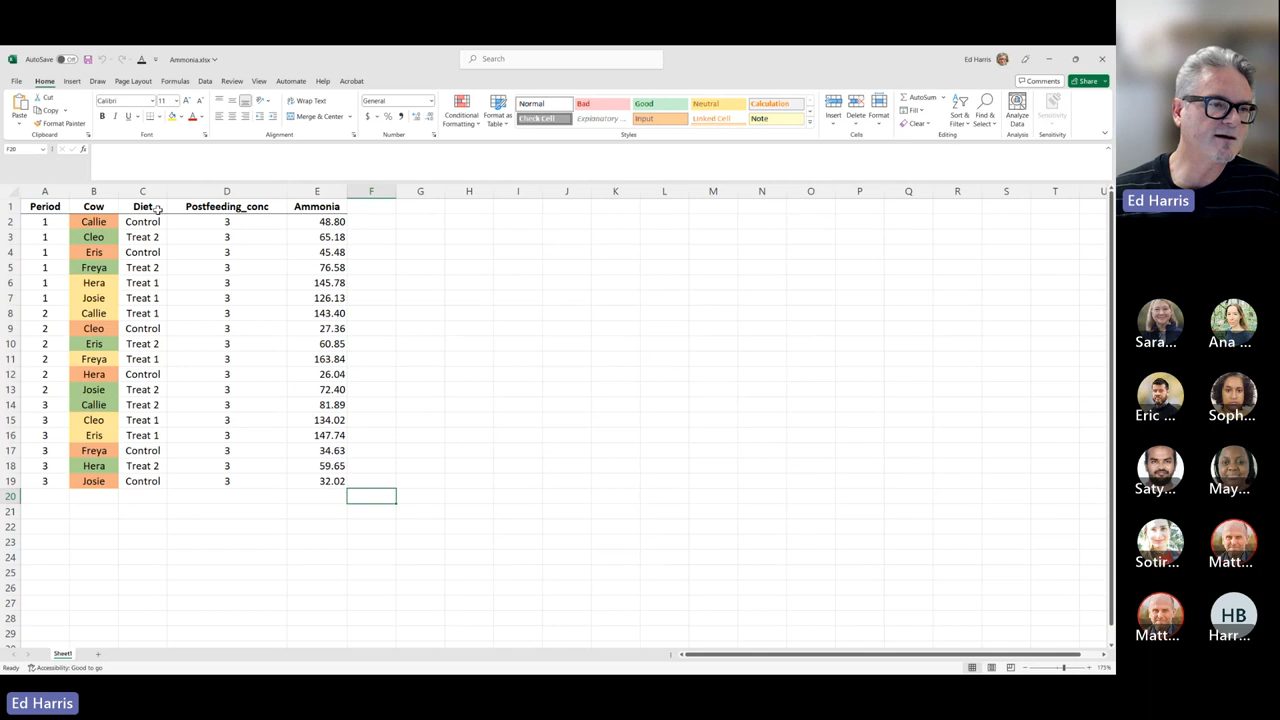 AutoSave Off Ammonia.xlsx Search Ed Harris
File Home Insert Draw Page Layout Formulas Data Review View Automate Help Acrobat Comments Share
Paste Cut Copy Format Painter Clipboard
Calibri 11 B I U Font
Wrap Text Merge & Center Alignment
General $ % Number
Conditional Formatting Format as Table
Normal Bad Good Neutral Calculation
Check Cell Explanatory ... Input Linked Cell Note
Styles
Insert Delete Format Cells
AutoSum Fill Clear Sort & Filter Find & Select Editing
Analyze Data Analysis
Sensitivity Sensitivity
F20 fx
A B C D E F G H I J K L M N O P Q R S T U
1 Period Cow Diet Postfeeding_conc Ammonia
2 1 Callie Control 3 48.80
3 1 Cleo Treat 2 3 65.18
4 1 Eris Control 3 45.48
5 1 Freya Treat 2 3 76.58
6 1 Hera Treat 1 3 145.78
7 1 Josie Treat 1 3 126.13
8 2 Callie Treat 1 3 143.40
9 2 Cleo Control 3 27.36
10 2 Eris Treat 2 3 60.85
11 2 Freya Treat 1 3 163.84
12 2 Hera Control 3 26.04
13 2 Josie Treat 2 3 72.40
14 3 Callie Treat 2 3 81.89
15 3 Cleo Treat 1 3 134.02
16 3 Eris Treat 1 3 147.74
17 3 Freya Control 3 34.63
18 3 Hera Treat 2 3 59.65
19 3 Josie Control 3 32.02
20
21
22
23
24
25
26
27
28
29
Sheet1
Ready Accessibility: Good to go 175%
Ed Harris
Ed Harris
Sara... Ana ...
Eric ... Soph...
Saty... May...
Sotir... Matt...
HB
Matt... Harr...